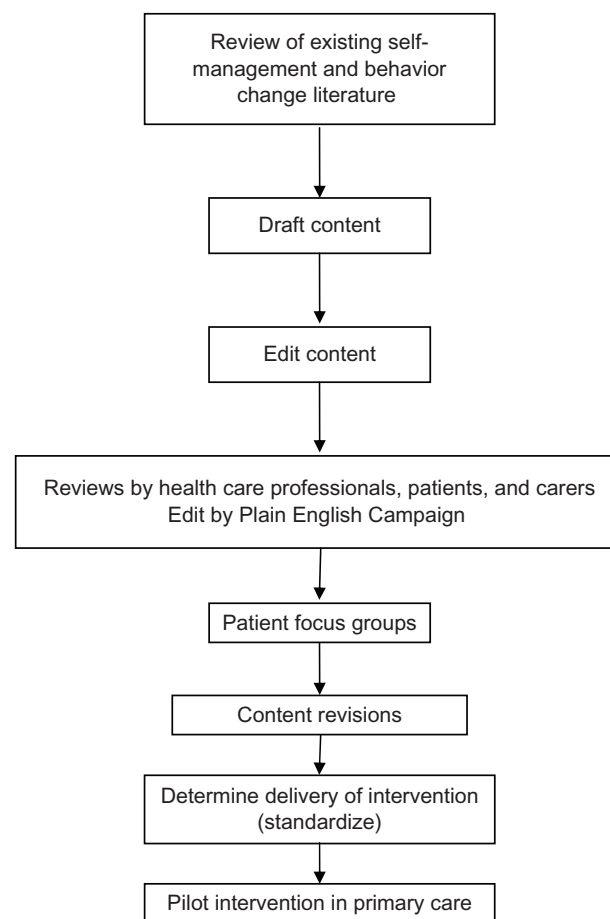 Review of existing self-
management and behavior
change literature
Draft content
Edit content
Reviews by health care professionals, patients, and carers
Edit by Plain English Campaign
Patient focus groups
Content revisions
Determine delivery of intervention
(standardize)
Pilot intervention in primary care